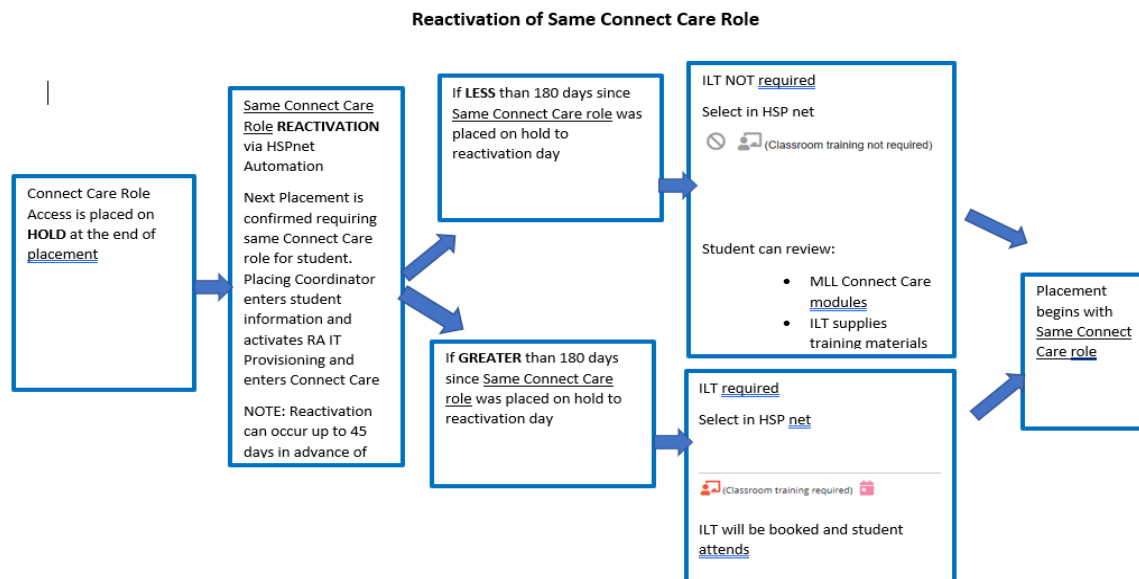 Reactivation of Same Connect Care Role
Connect Care Role
Access is placed on
HOLD at the end of
placement
Same Connect Care
Role REACTIVATION
via HSPnet
Automation
Next Placement is
confirmed requiring
same Connect Care
role for student.
Placing Coordinator
enters student
information and
activates RA IT
Provisioning and
enters Connect Care
NOTE: Reactivation
can occur up to 45
days in advance of
If LESS than 180 days since
Same Connect Care role was
placed on hold to
reactivation day
If GREATER than 180 days
since Same Connect Care
role was placed on hold to
reactivation day
ILT NOT required
Select in HSP net
(Classroom training not required)
Student can review:
• MLL Connect Care
modules
• ILT supplies
training materials
ILT required
Select in HSP net
(Classroom training required)
ILT will be booked and student
attends
Placement
begins with
Same Connect
Care role